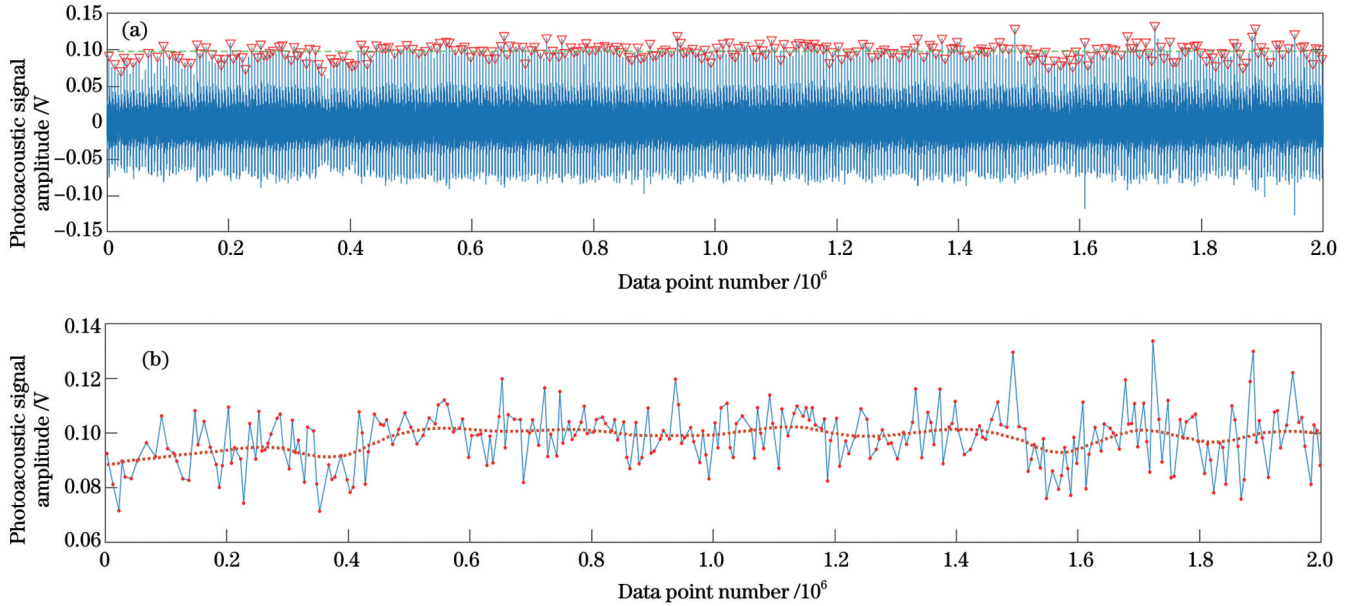 (a)
Photoacoustic signal
amplitude /V
0.15
0.10
0.05
0
−0.05
−0.10
−0.15
0 0.2 0.4 0.6 0.8 1.0 1.2 1.4 1.6 1.8 2.0
Data point number /10⁶
(b)
Photoacoustic signal
amplitude /V
0.14
0.12
0.10
0.08
0.06
0 0.2 0.4 0.6 0.8 1.0 1.2 1.4 1.6 1.8 2.0
Data point number /10⁶